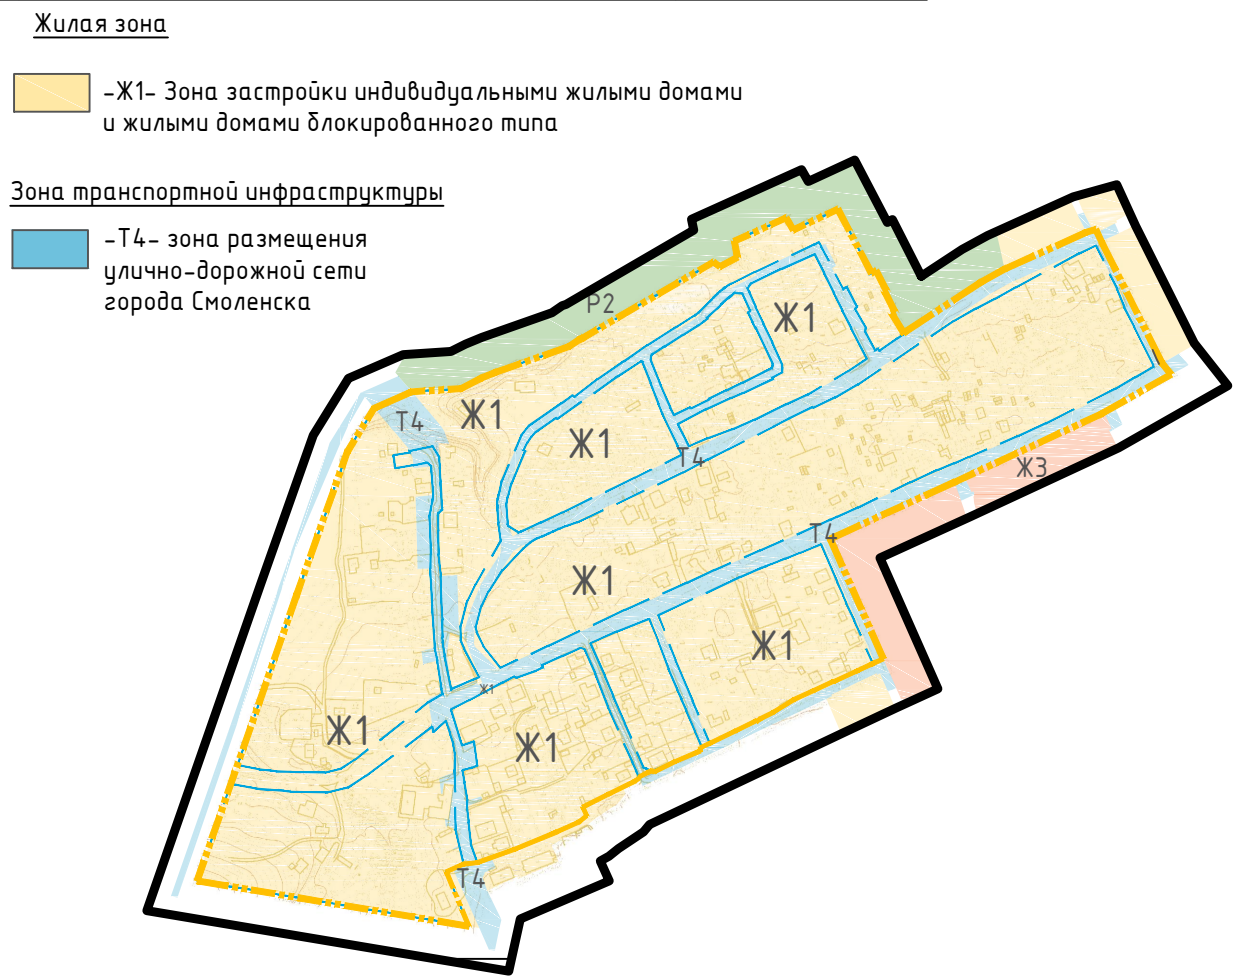 Жилая зона
-Ж1- Зона застройки индивидуальными жилыми домами
и жилыми домами блокированного типа
Зона транспортной инфраструктуры
-Т4- зона размещения
улично-дорожной сети
города Смоленска
Р2
Ж1
Ж1
Т4
Ж1
Т4
Ж3
Т4
Ж1
Ж1
Ж1
Ж1
Ж1
Т4